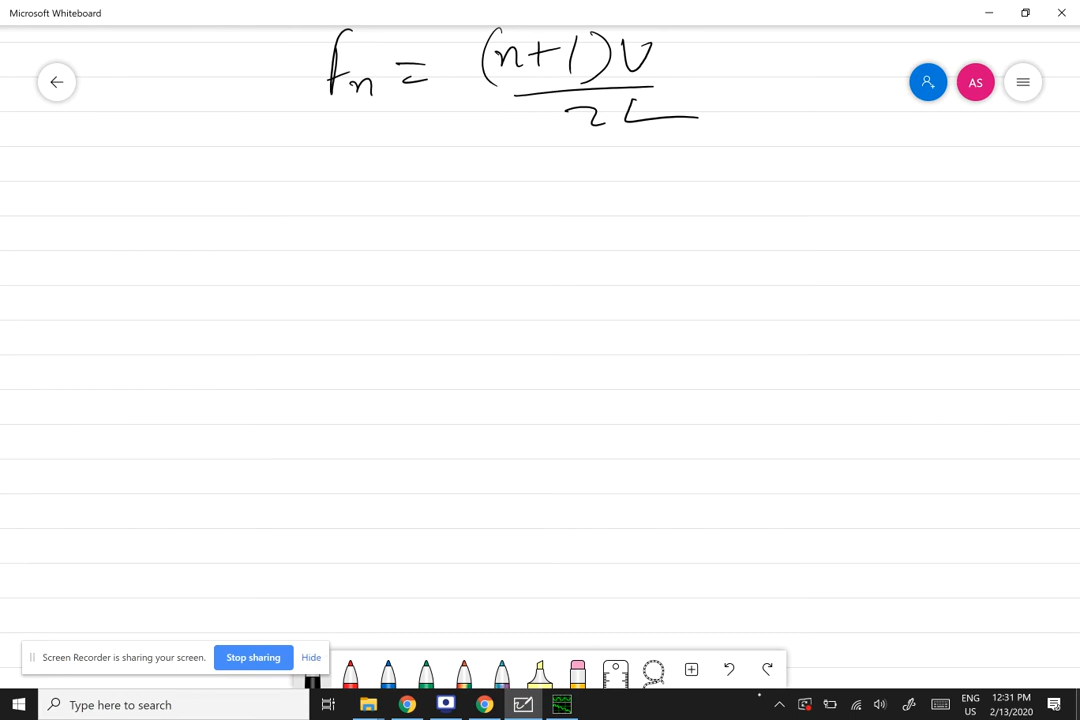 Microsoft Whiteboard
fn = (n+1)v
2L
AS
Screen Recorder is sharing your screen. Stop sharing Hide
Type here to search
ENG 12:31 PM
US 2/13/2020